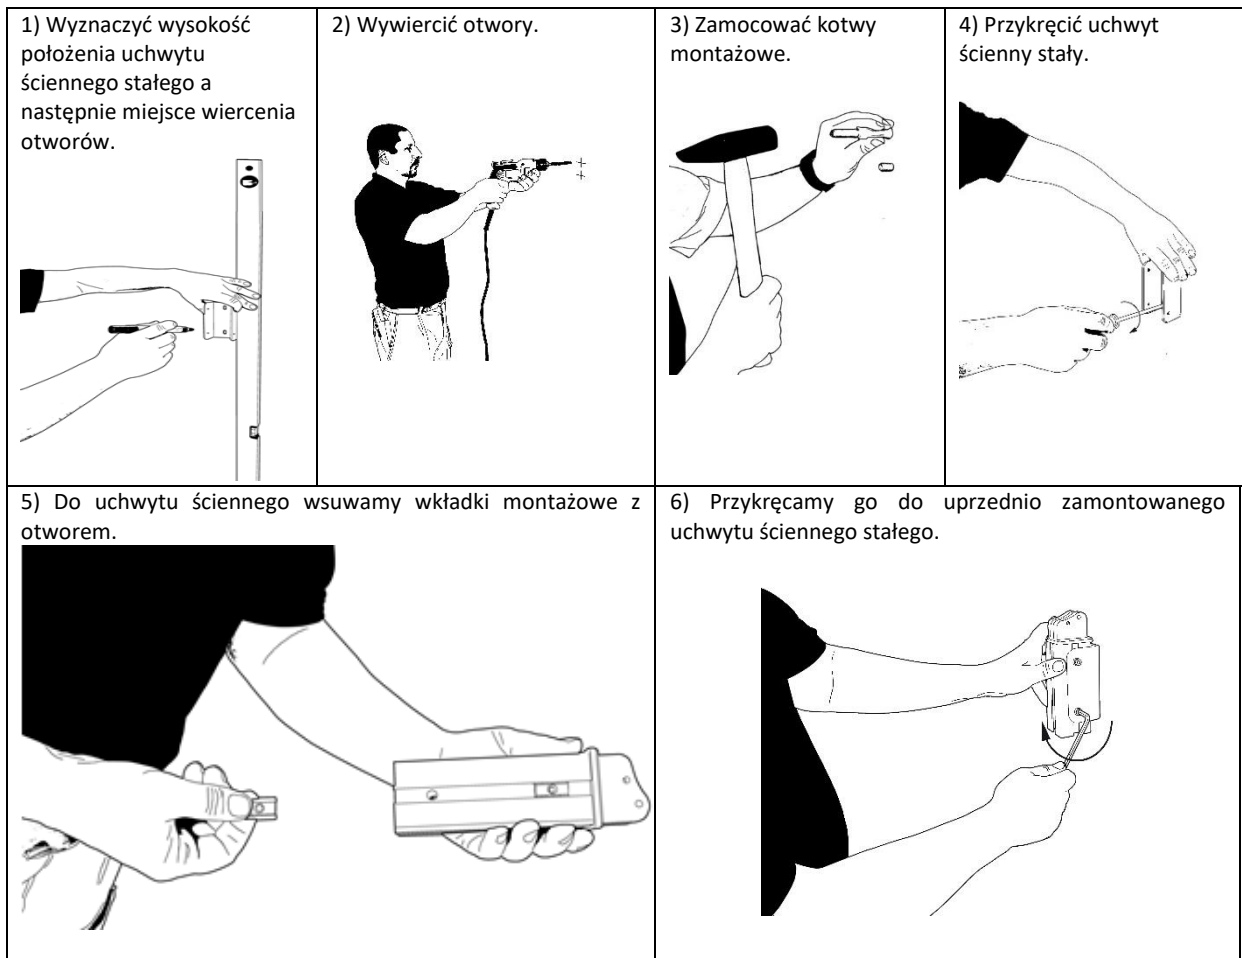 1) Wyznaczyć wysokość
położenia uchwytu
ściennego stałego a
następnie miejsce wiercenia
otworów.
2) Wywiercić otwory.
3) Zamocować kotwy
montażowe.
4) Przykręcić uchwyt
ścienny stały.
5) Do uchwytu ściennego wsuwamy wkładki montażowe z
otworem.
6) Przykręcamy go do uprzednio zamontowanego
uchwytu ściennego stałego.